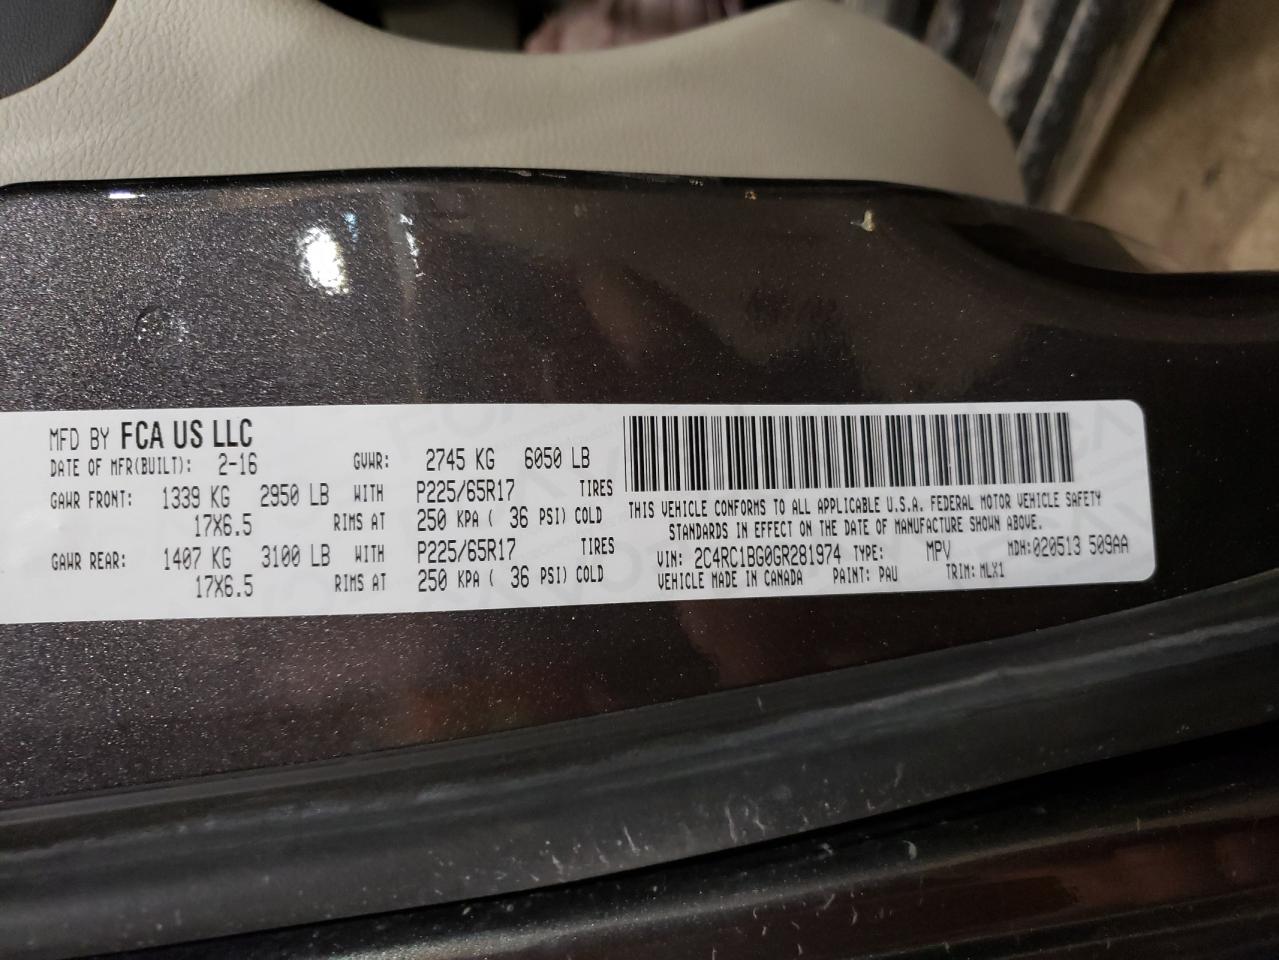 MFD BY FCA US LLC
DATE OF MFR(BUILT): 2-16 GVWR: 2745 KG 6050 LB
GAWR FRONT: 1339 KG 2950 LB WITH P225/65R17 TIRES
17X6.5 RIMS AT 250 KPA ( 36 PSI) COLD
GAWR REAR: 1407 KG 3100 LB WITH P225/65R17 TIRES
17X6.5 RIMS AT 250 KPA ( 36 PSI) COLD
THIS VEHICLE CONFORMS TO ALL APPLICABLE U.S.A. FEDERAL MOTOR VEHICLE SAFETY
STANDARDS IN EFFECT ON THE DATE OF MANUFACTURE SHOWN ABOVE.
VIN: 2C4RC1BG0GR281974 TYPE: MPV MDH:020513 509AA
VEHICLE MADE IN CANADA PAINT: PAU TRIM: MLX1